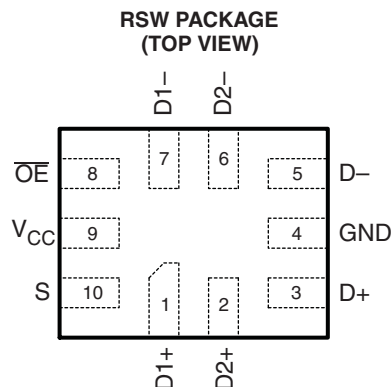 RSW PACKAGE
(TOP VIEW)
D1– D2–
7 6
OE 8 5 D–
VCC 9 4 GND
S 10 3 D+
1 2
D1+ D2+